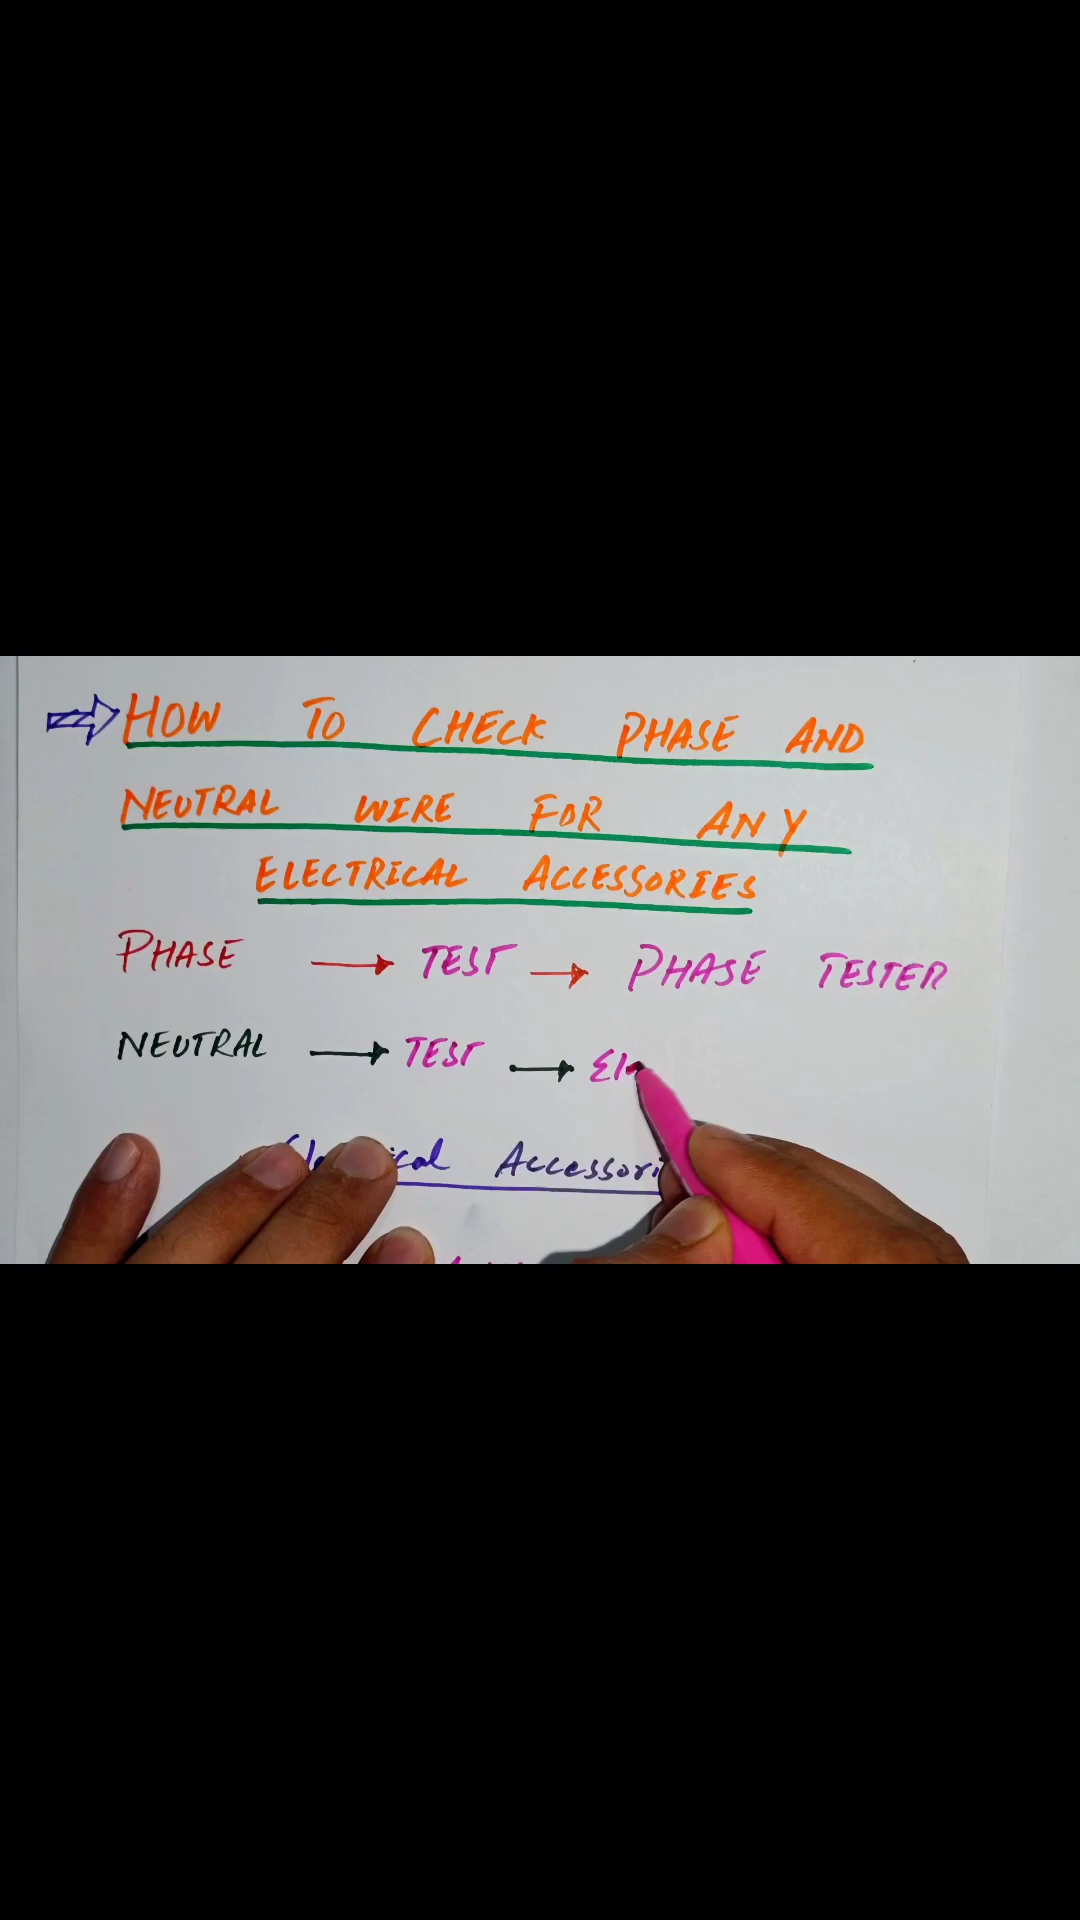 HOW TO CHECK PHASE AND
NEUTRAL WIRE FOR ANY
ELECTRICAL ACCESSORIES
PHASE → TEST → PHASE TESTER
NEUTRAL → TEST →
Accessori